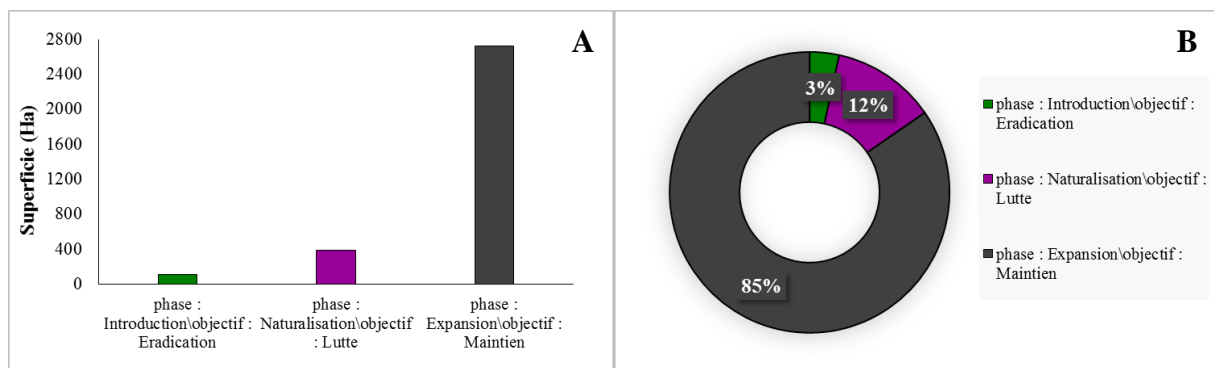 A
Superficie (Ha)
2800
2400
2000
1600
1200
800
400
0
phase :
Introduction\objectif :
Eradication
phase :
Naturalisation\objectif
: Lutte
phase :
Expansion\objectif :
Maintien
B
3%
12%
85%
phase : Introduction\objectif :
Eradication
phase : Naturalisation\objectif :
Lutte
phase : Expansion\objectif :
Maintien